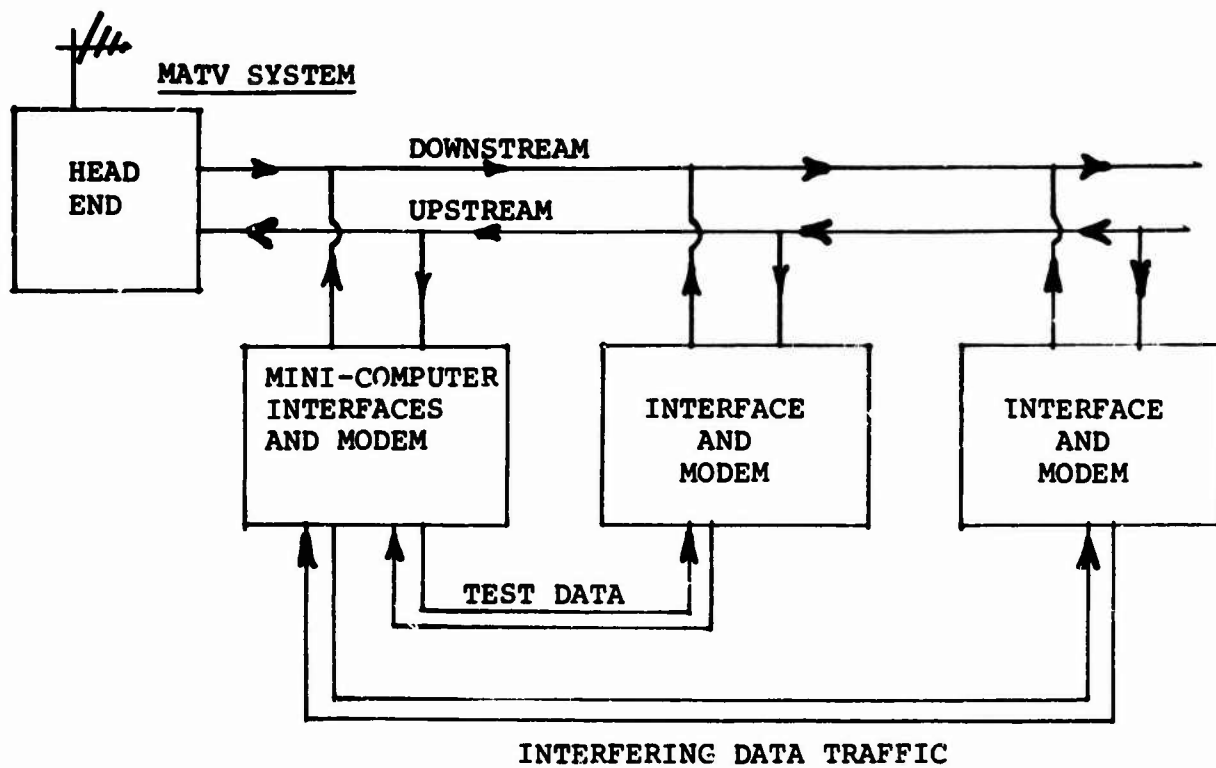 MATV SYSTEM
HEAD
END
DOWNSTREAM
UPSTREAM
MINI-COMPUTER
INTERFACES
AND MODEM
INTERFACE
AND
MODEM
INTERFACE
AND
MODEM
TEST DATA
INTERFERING DATA TRAFFIC